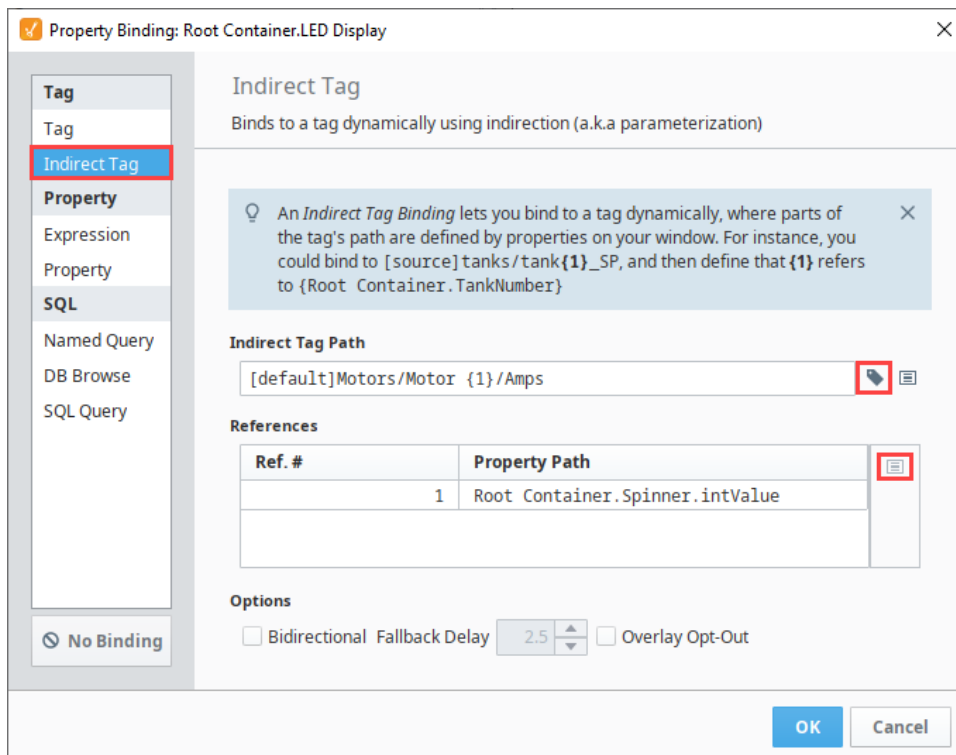 Property Binding: Root Container.LED Display
Tag
Tag
Indirect Tag
Property
Expression
Property
SQL
Named Query
DB Browse
SQL Query
No Binding
Indirect Tag
Binds to a tag dynamically using indirection (a.k.a parameterization)
An Indirect Tag Binding lets you bind to a tag dynamically, where parts of
the tag's path are defined by properties on your window. For instance, you
could bind to [source]tanks/tank{1}_SP, and then define that {1} refers
to {Root Container.TankNumber}
Indirect Tag Path
[default]Motors/Motor {1}/Amps
References
Ref. # Property Path
1 Root Container.Spinner.intValue
Options
Bidirectional Fallback Delay 2.5 Overlay Opt-Out
OK Cancel